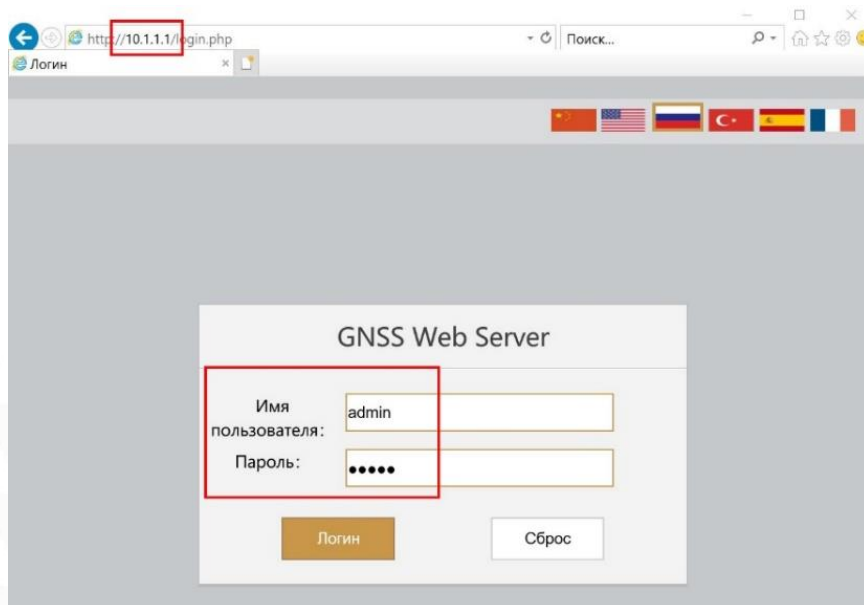 http://10.1.1.1/login.php
Поиск...
Логин
GNSS Web Server
Имя
пользователя:
admin
Пароль:
•••••
Логин
Сброс